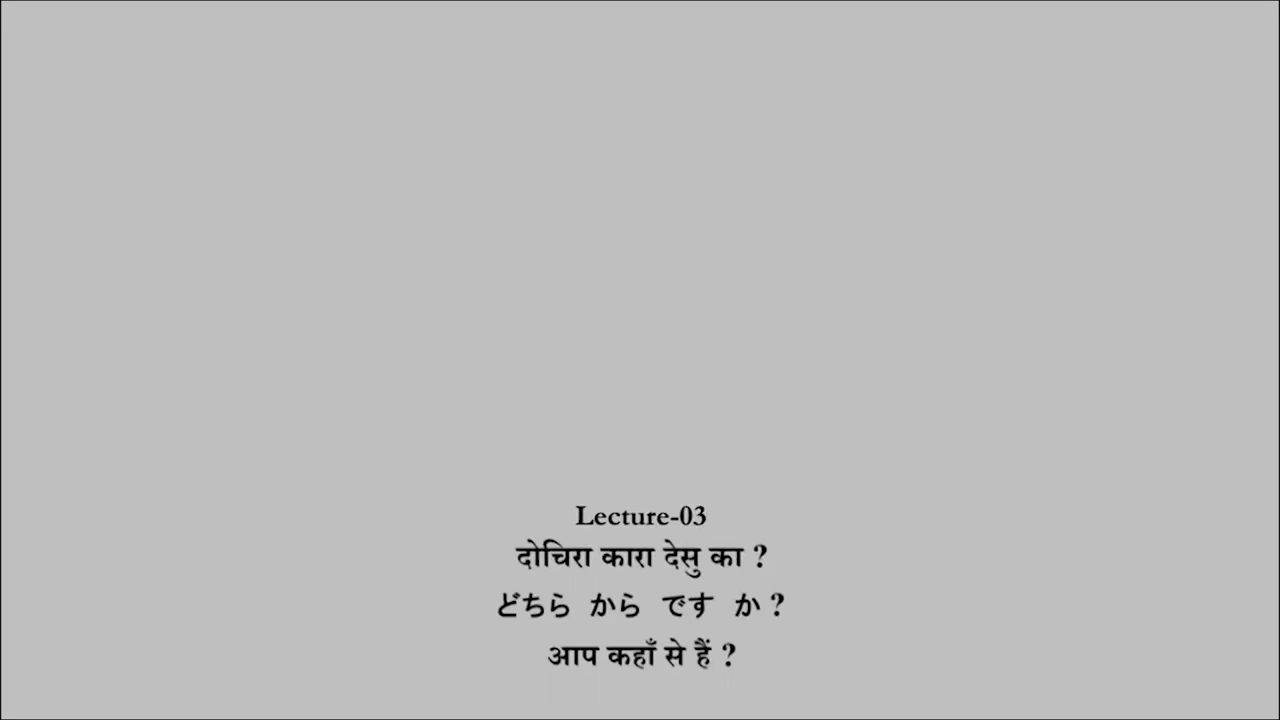 Lecture-03
दोचिरा कारा देसु का ?
どちら から です か ?
आप कहाँ से हैं ?